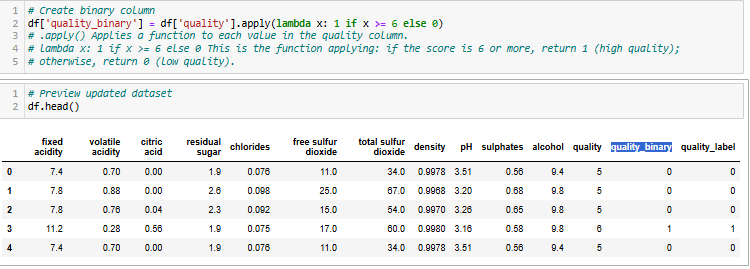 1 # Create binary column
2 df['quality_binary'] = df['quality'].apply(lambda x: 1 if x >= 6 else 0)
3 # .apply() Applies a function to each value in the quality column.
4 # lambda x: 1 if x >= 6 else 0 This is the function applying: if the score is 6 or more, return 1 (high quality);
5 # otherwise, return 0 (low quality).
1 # Preview updated dataset
2 df.head()
fixed acidity volatile acidity citric acid residual sugar chlorides free sulfur dioxide total sulfur dioxide density pH sulphates alcohol quality quality_binary quality_label
0 7.4 0.70 0.00 1.9 0.076 11.0 34.0 0.9978 3.51 0.56 9.4 5 0 0
1 7.8 0.88 0.00 2.6 0.098 25.0 67.0 0.9968 3.20 0.68 9.8 5 0 0
2 7.8 0.76 0.04 2.3 0.092 15.0 54.0 0.9970 3.26 0.65 9.8 5 0 0
3 11.2 0.28 0.56 1.9 0.075 17.0 60.0 0.9980 3.16 0.58 9.8 6 1 1
4 7.4 0.70 0.00 1.9 0.076 11.0 34.0 0.9978 3.51 0.56 9.4 5 0 0